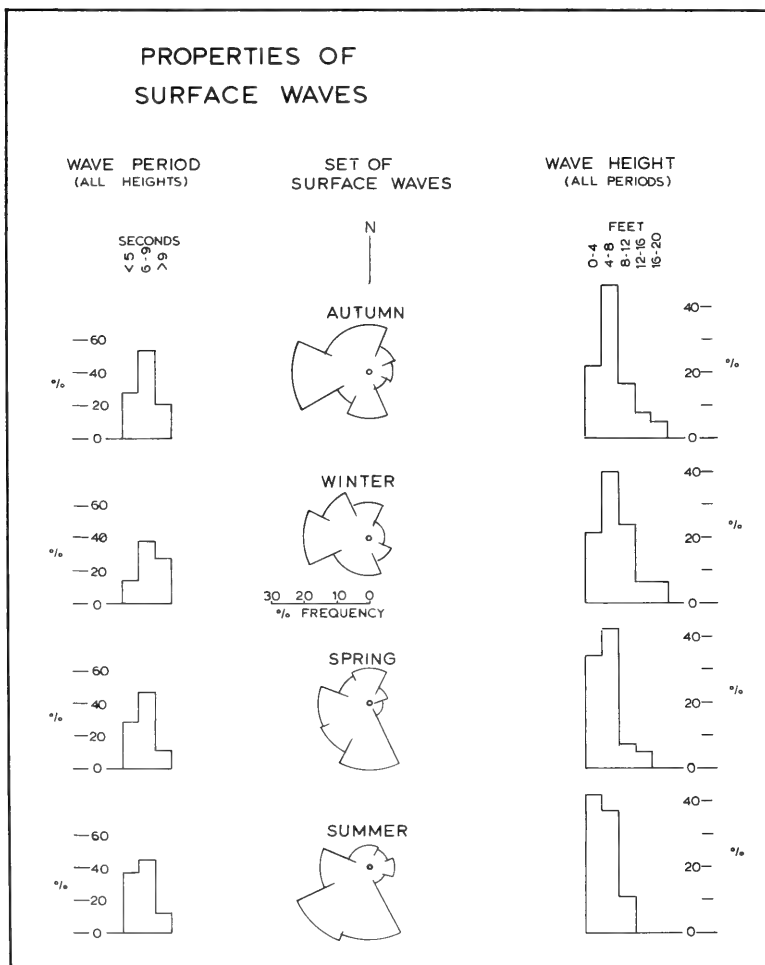 PROPERTIES OF
SURFACE WAVES
WAVE PERIOD
(ALL HEIGHTS)
SET OF
SURFACE WAVES
WAVE HEIGHT
(ALL PERIODS)
SECONDS
<5
6-9
>9
N
FEET
0-4
4-8
8-12
12-16
16-20
AUTUMN
60
40
20
0
%
40
20
0
%
WINTER
60
40
20
0
%
30 20 10 0
% FREQUENCY
40
20
0
%
SPRING
60
40
20
0
%
40
20
0
%
SUMMER
60
40
20
0
%
40
20
0
%